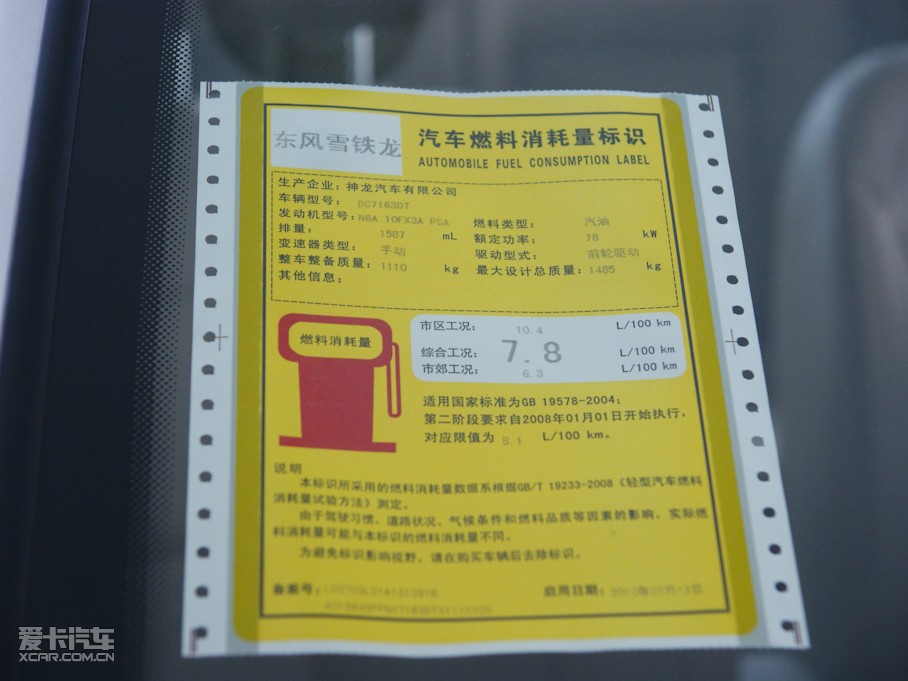 东风雪铁龙
汽车燃料消耗量标识
AUTOMOBILE FUEL CONSUMPTION LABEL
生产企业：神龙汽车有限公司
车辆型号： DC7163DT
发动机型号：N6A 10FX3A PSA 燃料类型： 汽油
排量： 1587 mL 额定功率： 78 kW
变速器类型： 手动 驱动型式： 前轮驱动
整车整备质量：1110 kg 最大设计总质量：1485 kg
其他信息：
燃料消耗量
市区工况： 10.4 L/100 km
综合工况： 7.8 L/100 km
市郊工况： 6.3 L/100 km
适用国家标准为GB 19578-2004；
第二阶段要求自2008年01月01日开始执行，
对应限值为 8.1 L/100 km。
说明
本标识所采用的燃料消耗量数据系根据GB/T 19233-2008《轻型汽车燃料
消耗量试验方法》测定。
由于驾驶习惯、道路状况、气候条件和燃料品质等因素的影响，实际燃
料消耗量可能与本标识的燃料消耗量不同。
为避免标识影响视野，请在购买车辆后去除标识。
备案号： 启用日期：
爱卡汽车
XCAR.COM.CN